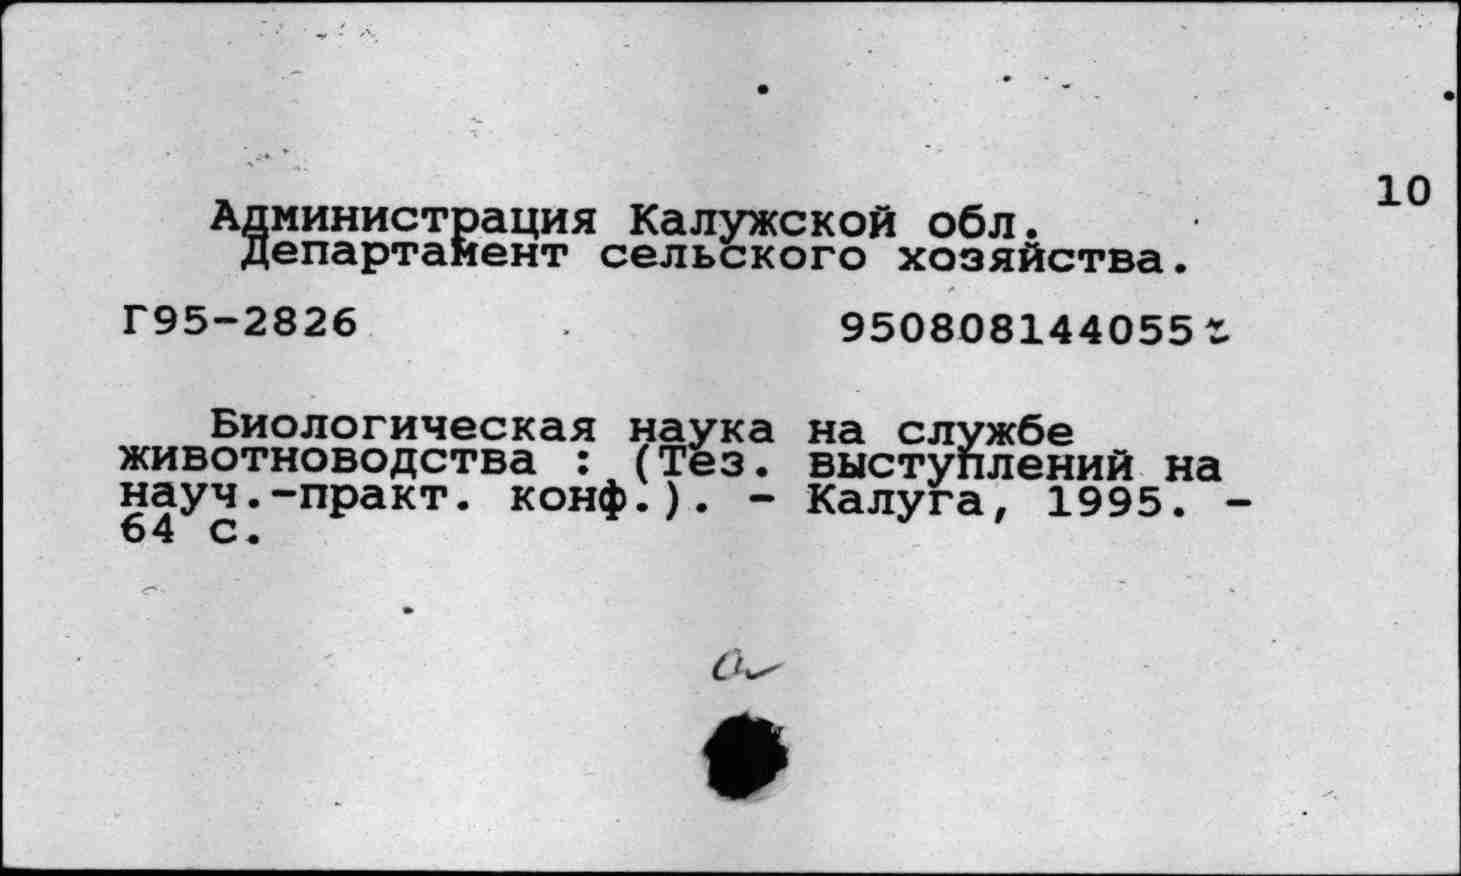 10
Администрация Калужской обл.
Департамент сельского хозяйства.
Г95-2826 950808144055
Биологическая наука на службе
животноводства : (Тез. выступлений на
науч.-практ. конф.). - Калуга, 1995. -
64 с.